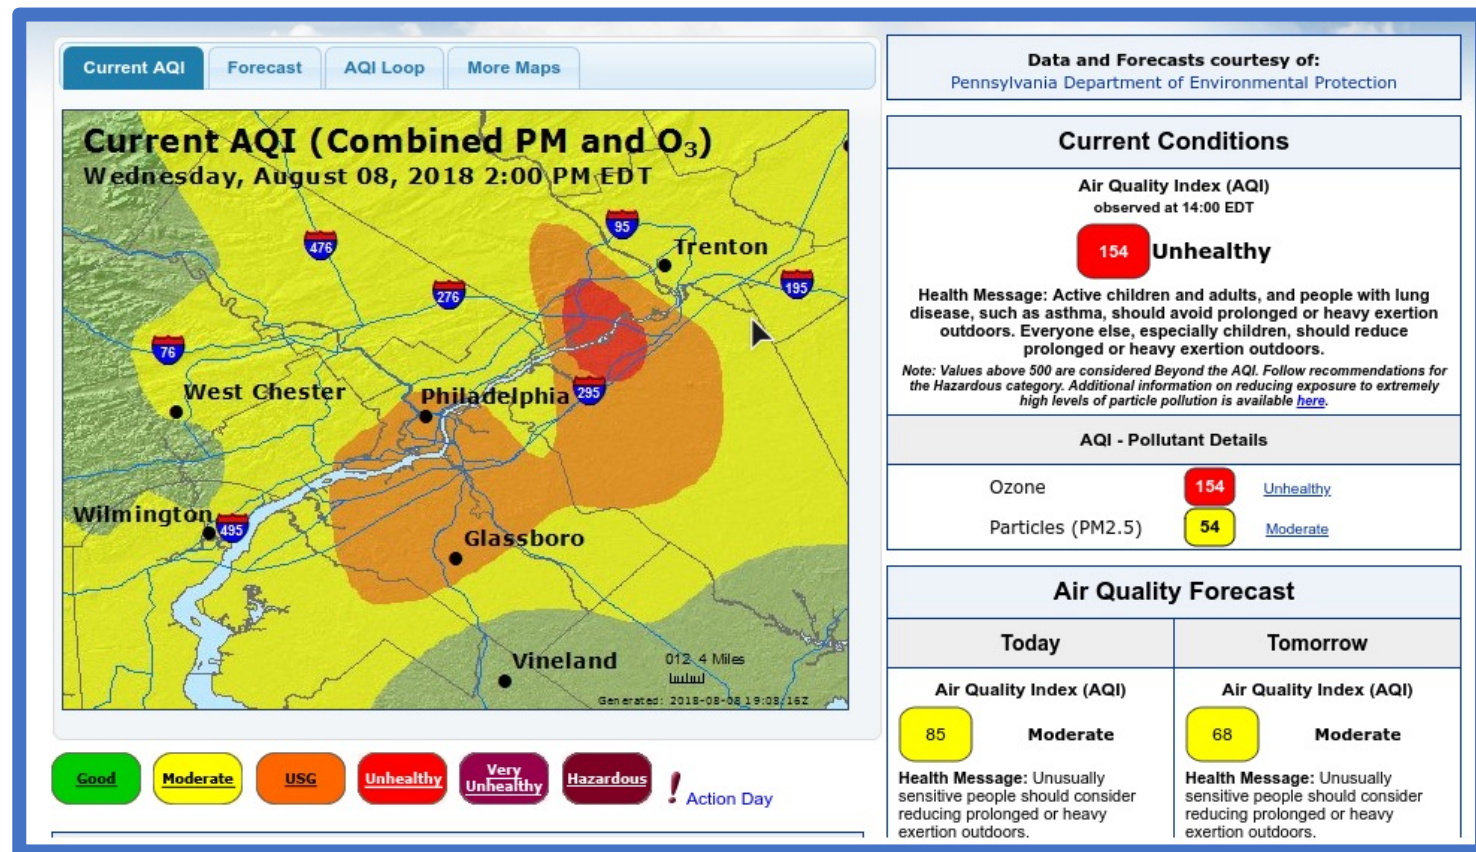 Current AQI
Forecast
AQI Loop
More Maps
Current AQI (Combined PM and O₃)
Wednesday, August 08, 2018 2:00 PM EDT
95
Trenton
476
195
276
76
West Chester
Philadelphia
295
Wilmington
495
Glassboro
Vineland
012 4 Miles
Generated: 2018-08-08 19:08:16Z
Good
Moderate
USG
Unhealthy
Very
Unhealthy
Hazardous
! Action Day
Data and Forecasts courtesy of:
Pennsylvania Department of Environmental Protection
Current Conditions
Air Quality Index (AQI)
observed at 14:00 EDT
154 Unhealthy
Health Message: Active children and adults, and people with lung
disease, such as asthma, should avoid prolonged or heavy exertion
outdoors. Everyone else, especially children, should reduce
prolonged or heavy exertion outdoors.
Note: Values above 500 are considered Beyond the AQI. Follow recommendations for
the Hazardous category. Additional information on reducing exposure to extremely
high levels of particle pollution is available here.
AQI - Pollutant Details
Ozone 154 Unhealthy
Particles (PM2.5) 54 Moderate
Air Quality Forecast
Today
Air Quality Index (AQI)
85 Moderate
Health Message: Unusually
sensitive people should consider
reducing prolonged or heavy
exertion outdoors.
Tomorrow
Air Quality Index (AQI)
68 Moderate
Health Message: Unusually
sensitive people should consider
reducing prolonged or heavy
exertion outdoors.